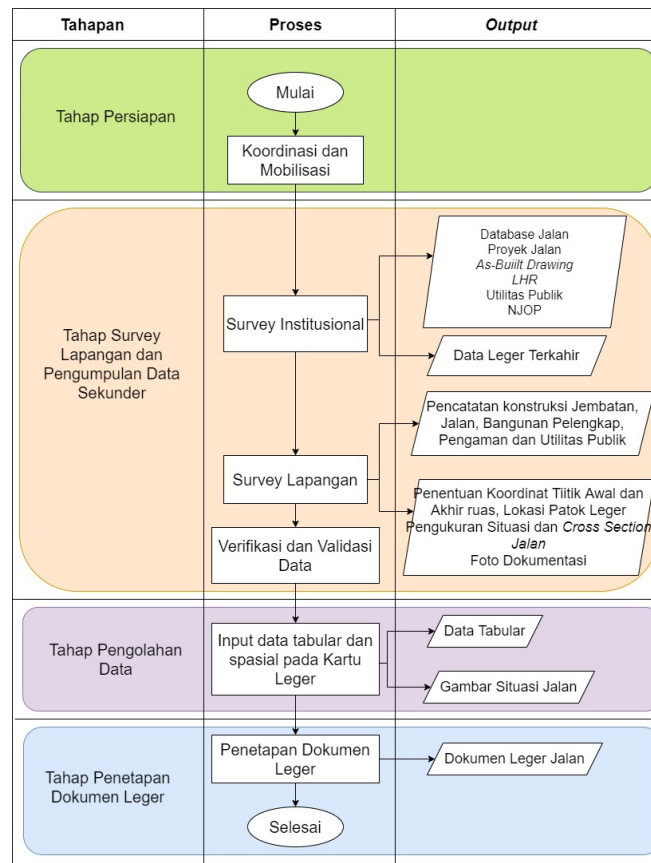 Tahapan
Proses
Output
Tahap Persiapan
Mulai
Koordinasi dan
Mobilisasi
Tahap Survey
Lapangan dan
Pengumpulan Data
Sekunder
Survey Institusional
Database Jalan
Proyek Jalan
As-Buiilt Drawing
LHR
Utilitas Publik
NJOP
Data Leger Terkahir
Survey Lapangan
Pencatatan konstruksi Jembatan,
Jalan, Bangunan Pelengkap,
Pengaman dan Utilitas Publik
Penentuan Koordinat TIitik Awal dan
Akhir ruas, Lokasi Patok Leger
Pengukuran Situasi dan Cross Section
Jalan
Foto Dokumentasi
Verifikasi dan Validasi
Data
Tahap Pengolahan
Data
Input data tabular dan
spasial pada Kartu
Leger
Data Tabular
Gambar Situasi Jalan
Tahap Penetapan
Dokumen Leger
Penetapan Dokumen
Leger
Dokumen Leger Jalan
Selesai